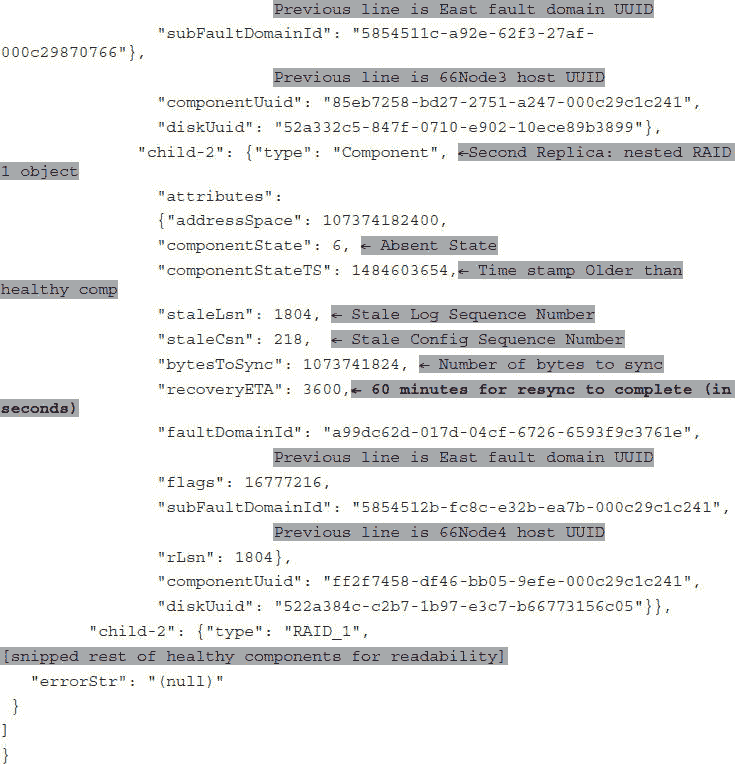 Previous line is East fault domain UUID
"subFaultDomainId": "5854511c-a92e-62f3-27af-
000c29870766"},
Previous line is 66Node3 host UUID
"componentUuid": "85eb7258-bd27-2751-a247-000c29c1c241",
"diskUuid": "52a332c5-847f-0710-e902-10ece89b3899"},
"child-2": {"type": "Component", ←Second Replica: nested RAID
1 object
"attributes":
{"addressSpace": 107374182400,
"componentState": 6, ← Absent State
"componentStateTS": 1484603654,← Time stamp Older than
healthy comp
"staleLsn": 1804, ← Stale Log Sequence Number
"staleCsn": 218, ← Stale Config Sequence Number
"bytesToSync": 1073741824, ← Number of bytes to sync
"recoveryETA": 3600,← 60 minutes for resync to complete (in
seconds)
"faultDomainId": "a99dc62d-017d-04cf-6726-6593f9c3761e",
Previous line is East fault domain UUID
"flags": 16777216,
"subFaultDomainId": "5854512b-fc8c-e32b-ea7b-000c29c1c241",
Previous line is 66Node4 host UUID
"rLsn": 1804},
"componentUuid": "ff2f7458-df46-bb05-9efe-000c29c1c241",
"diskUuid": "522a384c-c2b7-1b97-e3c7-b66773156c05"}},
"child-2": {"type": "RAID_1",
[snipped rest of healthy components for readability]
"errorStr": "(null)"
}
]
}